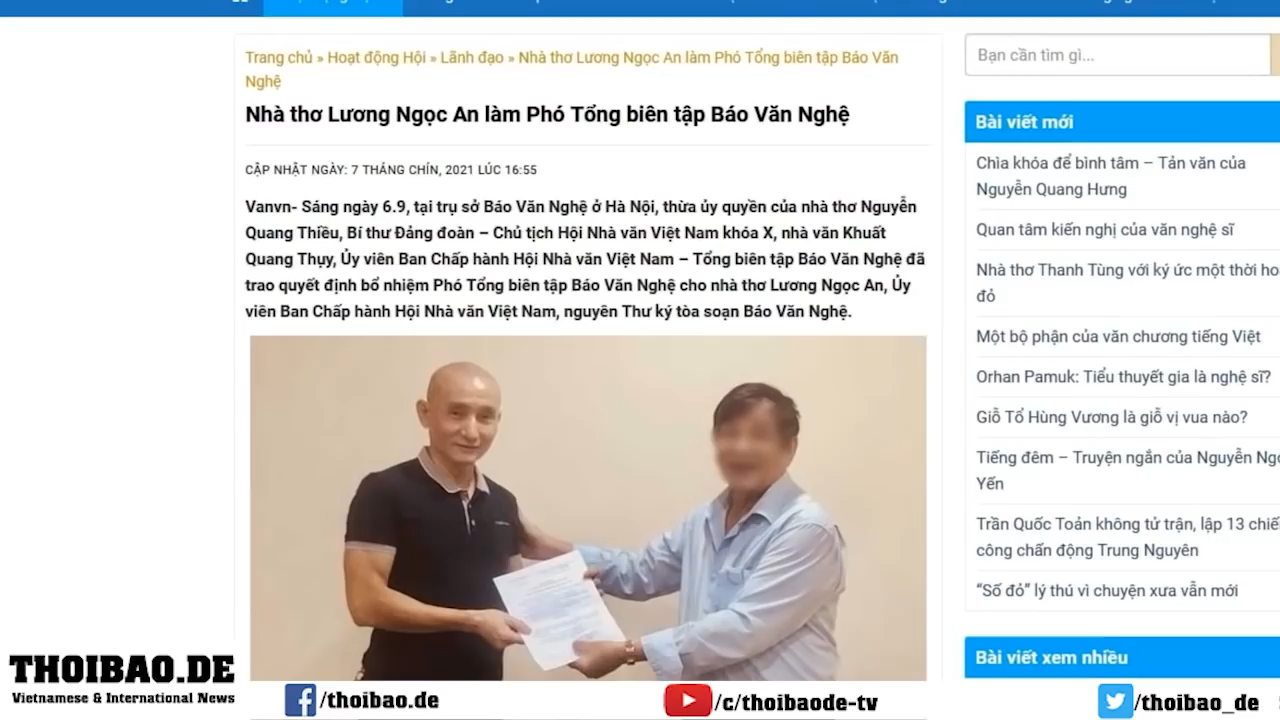 Trang chủ » Hoạt động Hội » Lãnh đạo » Nhà thơ Lương Ngọc An làm Phó Tổng biên tập Báo Văn
Nghệ
Nhà thơ Lương Ngọc An làm Phó Tổng biên tập Báo Văn Nghệ
CẬP NHẬT NGÀY: 7 THÁNG CHÍN, 2021 LÚC 16:55
Vanvn- Sáng ngày 6.9, tại trụ sở Báo Văn Nghệ ở Hà Nội, thừa ủy quyền của nhà thơ Nguyễn
Quang Thiều, Bí thư Đảng đoàn – Chủ tịch Hội Nhà văn Việt Nam khóa X, nhà văn Khuất
Quang Thụy, Ủy viên Ban Chấp hành Hội Nhà văn Việt Nam – Tổng biên tập Báo Văn Nghệ đã
trao quyết định bổ nhiệm Phó Tổng biên tập Báo Văn Nghệ cho nhà thơ Lương Ngọc An, Ủy
viên Ban Chấp hành Hội Nhà văn Việt Nam, nguyên Thư ký tòa soạn Báo Văn Nghệ.
Bạn cần tìm gì...
Bài viết mới
Chìa khóa để bình tâm – Tản văn của
Nguyễn Quang Hưng
Quan tâm kiến nghị của văn nghệ sĩ
Nhà thơ Thanh Tùng với ký ức một thời hoa
đỏ
Một bộ phận của văn chương tiếng Việt
Orhan Pamuk: Tiểu thuyết gia là nghệ sĩ?
Giỗ Tổ Hùng Vương là giỗ vị vua nào?
Tiếng đêm – Truyện ngắn của Nguyễn Ngọc
Yến
Trần Quốc Toản không tử trận, lập 13 chiến
công chấn động Trung Nguyên
“Số đỏ” lý thú vì chuyện xưa vẫn mới
Bài viết xem nhiều
THOIBAO.DE
Vietnamese & International News
/thoibao.de
/c/thoibaode-tv
/thoibao_de